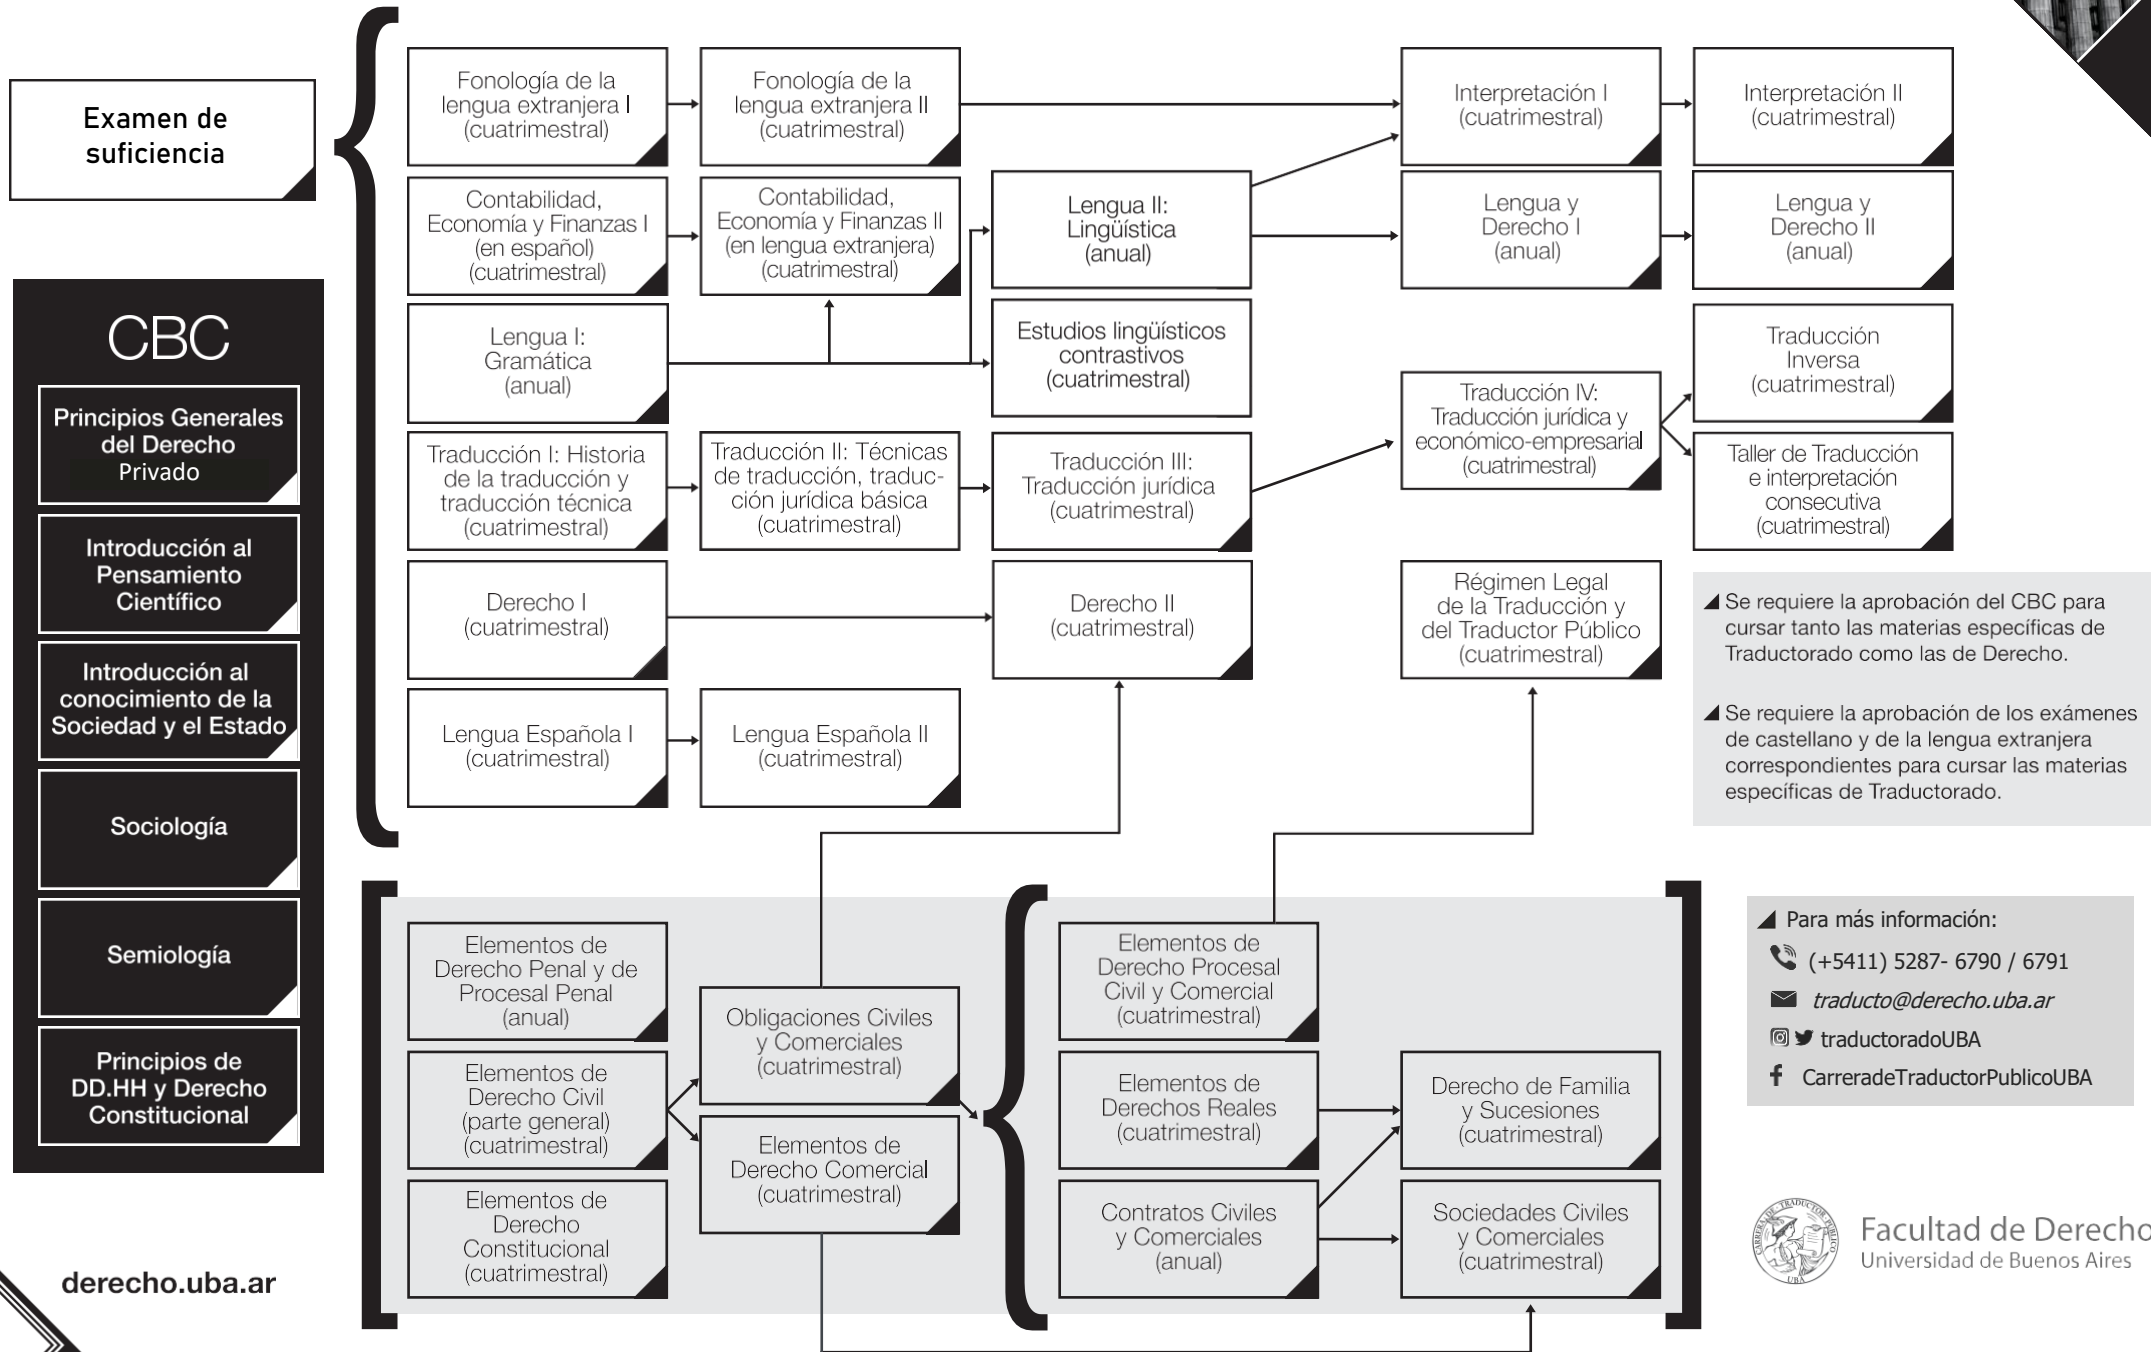 Examen de
suficiencia
CBC
Principios Generales
del Derecho
Privado
Introducción al
Pensamiento
Científico
Introducción al
conocimiento de la
Sociedad y el Estado
Sociología
Semiología
Principios de
DD.HH y Derecho
Constitucional
derecho.uba.ar
Fonología de la
lengua extranjera I
(cuatrimestral)
Fonología de la
lengua extranjera II
(cuatrimestral)
Interpretación I
(cuatrimestral)
Interpretación II
(cuatrimestral)
Contabilidad,
Economía y Finanzas I
(en español)
(cuatrimestral)
Contabilidad,
Economía y Finanzas II
(en lengua extranjera)
(cuatrimestral)
Lengua II:
Lingüística
(anual)
Lengua y
Derecho I
(anual)
Lengua y
Derecho II
(anual)
Lengua I:
Gramática
(anual)
Estudios lingüísticos
contrastivos
(cuatrimestral)
Traducción
Inversa
(cuatrimestral)
Traducción I: Historia
de la traducción y
traducción técnica
(cuatrimestral)
Traducción II: Técnicas
de traducción, traduc-
ción jurídica básica
(cuatrimestral)
Traducción III:
Traducción jurídica
(cuatrimestral)
Traducción IV:
Traducción jurídica y
económico-empresarial
(cuatrimestral)
Taller de Traducción
e interpretación
consecutiva
(cuatrimestral)
Derecho I
(cuatrimestral)
Derecho II
(cuatrimestral)
Régimen Legal
de la Traducción y
del Traductor Público
(cuatrimestral)
Lengua Española I
(cuatrimestral)
Lengua Española II
(cuatrimestral)
Se requiere la aprobación del CBC para
cursar tanto las materias específicas de
Traductorado como las de Derecho.
Se requiere la aprobación de los exámenes
de castellano y de la lengua extranjera
correspondientes para cursar las materias
específicas de Traductorado.
Elementos de
Derecho Penal y de
Procesal Penal
(anual)
Elementos de
Derecho Civil
(parte general)
(cuatrimestral)
Elementos de
Derecho
Constitucional
(cuatrimestral)
Obligaciones Civiles
y Comerciales
(cuatrimestral)
Elementos de
Derecho Comercial
(cuatrimestral)
Elementos de
Derecho Procesal
Civil y Comercial
(cuatrimestral)
Elementos de
Derechos Reales
(cuatrimestral)
Contratos Civiles
y Comerciales
(anual)
Derecho de Familia
y Sucesiones
(cuatrimestral)
Sociedades Civiles
y Comerciales
(cuatrimestral)
Para más información:
(+5411) 5287- 6790 / 6791
traducto@derecho.uba.ar
traductoradoUBA
CarreradeTraductorPublicoUBA
CARRERA DE TRADUCTOR PUBLICO
UBA
Facultad de Derecho
Universidad de Buenos Aires